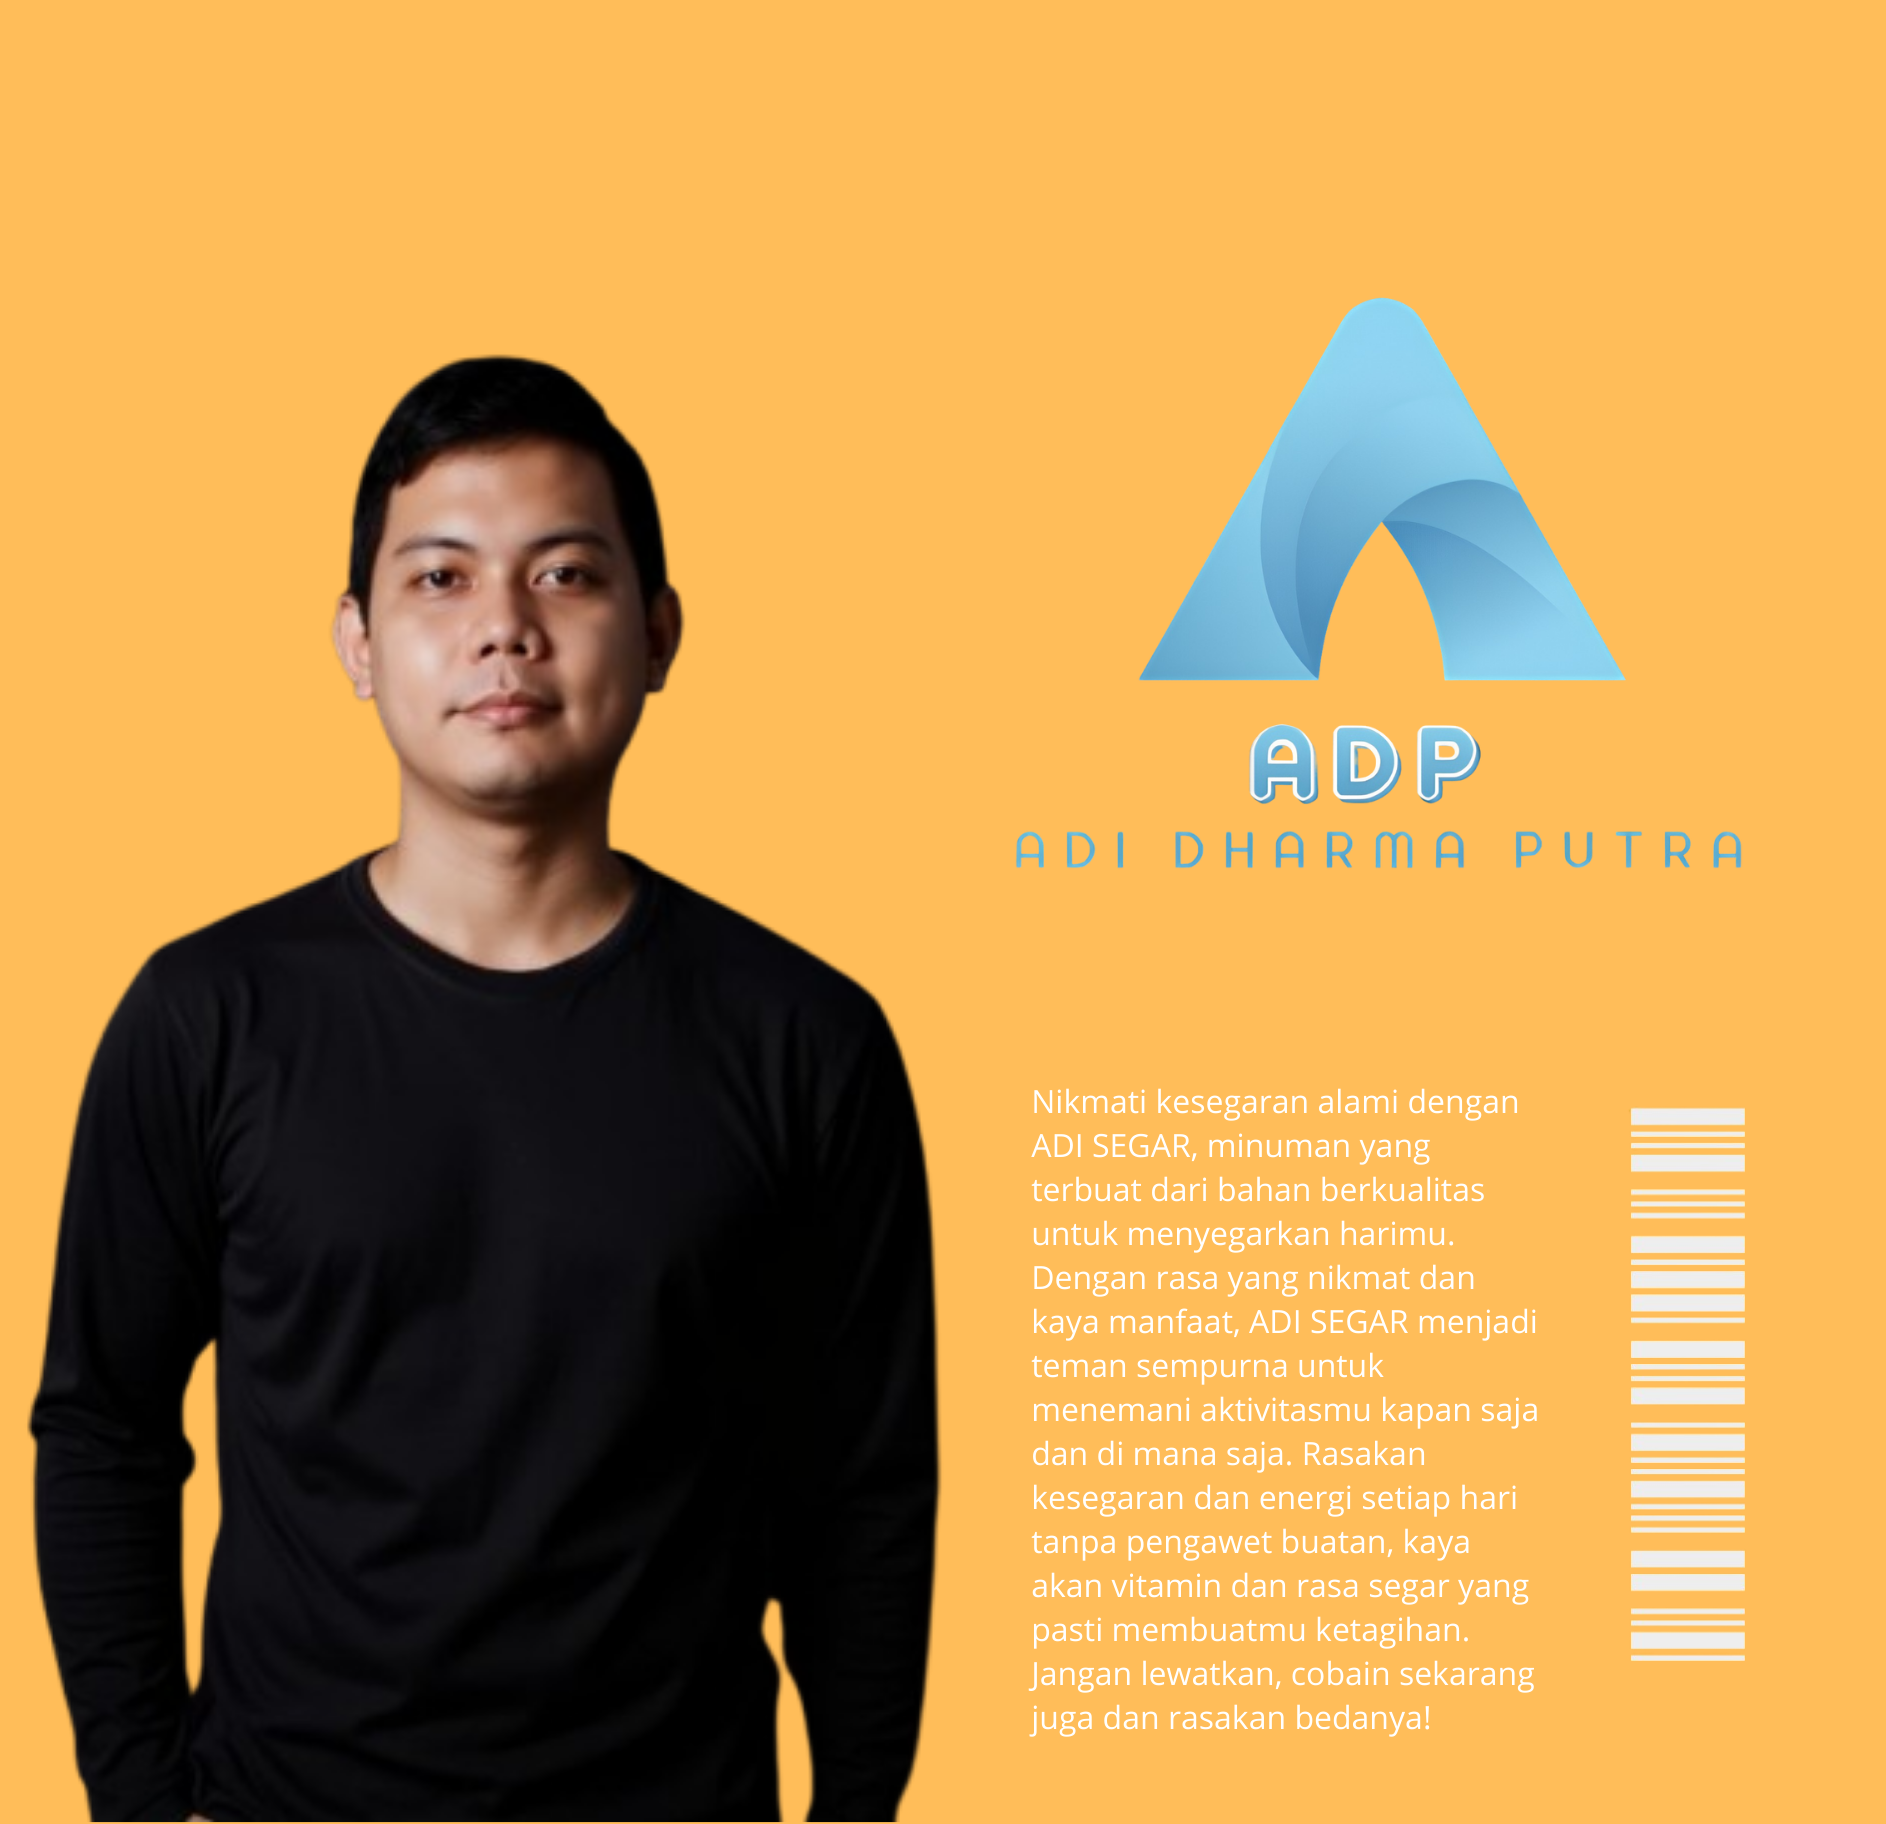 ADP
ADI DHARMA PUTRA
Nikmati kesegaran alami dengan
ADI SEGAR, minuman yang
terbuat dari bahan berkualitas
untuk menyegarkan harimu.
Dengan rasa yang nikmat dan
kaya manfaat, ADI SEGAR menjadi
teman sempurna untuk
menemani aktivitasmu kapan saja
dan di mana saja. Rasakan
kesegaran dan energi setiap hari
tanpa pengawet buatan, kaya
akan vitamin dan rasa segar yang
pasti membuatmu ketagihan.
Jangan lewatkan, cobain sekarang
juga dan rasakan bedanya!